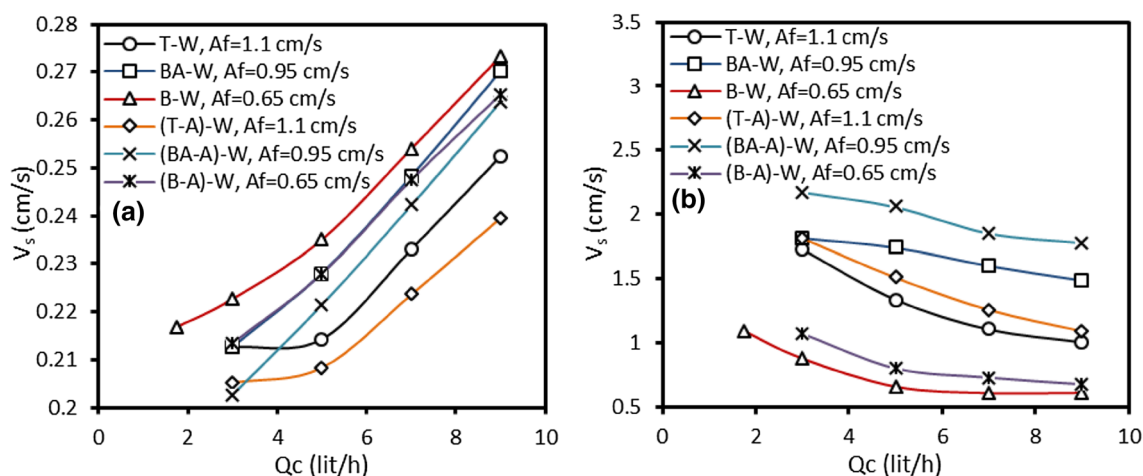 0.28
0.27
0.26
0.25
0.24
0.23
0.22
0.21
0.2
Vs (cm/s)
T-W, Af=1.1 cm/s
BA-W, Af=0.95 cm/s
B-W, Af=0.65 cm/s
(T-A)-W, Af=1.1 cm/s
(BA-A)-W, Af=0.95 cm/s
(B-A)-W, Af=0.65 cm/s
(a)
0 2 4 6 8 10
Qc (lit/h)
3.5
3
2.5
2
1.5
1
0.5
Vs (cm/s)
T-W, Af=1.1 cm/s
BA-W, Af=0.95 cm/s
B-W, Af=0.65 cm/s
(T-A)-W, Af=1.1 cm/s
(BA-A)-W, Af=0.95 cm/s
(B-A)-W, Af=0.65 cm/s
(b)
0 2 4 6 8 10
Qc (lit/h)